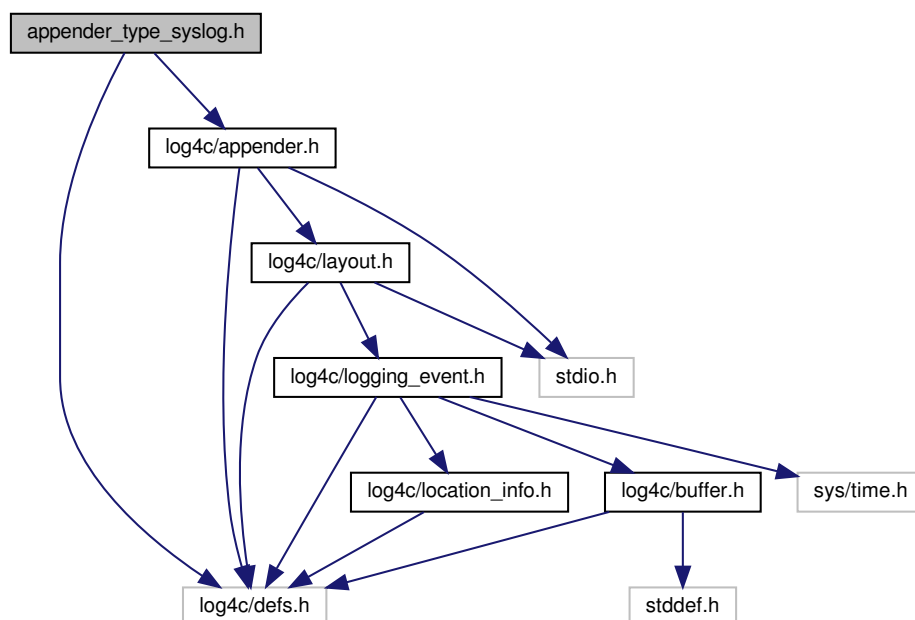 appender_type_syslog.h
log4c/appender.h
log4c/layout.h
log4c/logging_event.h
stdio.h
log4c/location_info.h
log4c/buffer.h
sys/time.h
log4c/defs.h
stddef.h